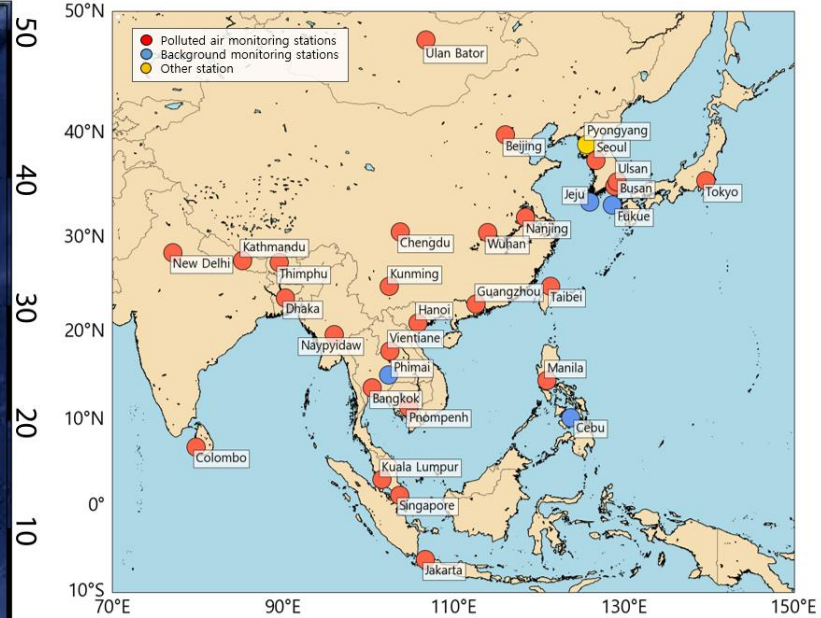 50
40
30
20
10
50°N
40°N
30°N
20°N
10°N
0°
10°S
70°E
90°E
110°E
130°E
150°E
Polluted air monitoring stations
Background monitoring stations
Other station
Ulan Bator
Beijing
Pyongyang
Seoul
Ulsan
Busan
Jeju
Fukue
Tokyo
Chengdu
Wuhan
Nanjing
New Delhi
Kathmandu
Thimphu
Kunming
Guangzhou
Taibei
Dhaka
Hanoi
Naypyidaw
Vientiane
Phimai
Manila
Bangkok
Pnompenh
Cebu
Colombo
Kuala Lumpur
Singapore
Jakarta